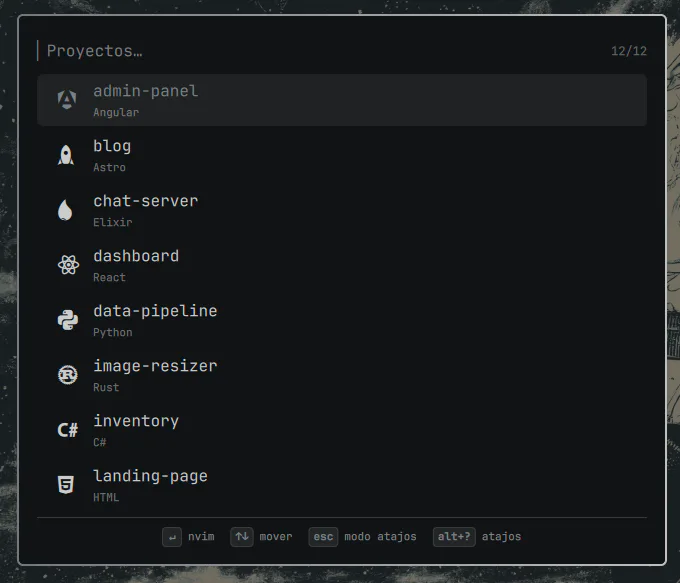 Proyectos… 12/12
admin-panel
Angular
blog
Astro
chat-server
Elixir
dashboard
React
data-pipeline
Python
image-resizer
Rust
C# inventory
C#
landing-page
HTML
↵ nvim ↑↓ mover esc modo atajos alt+? atajos